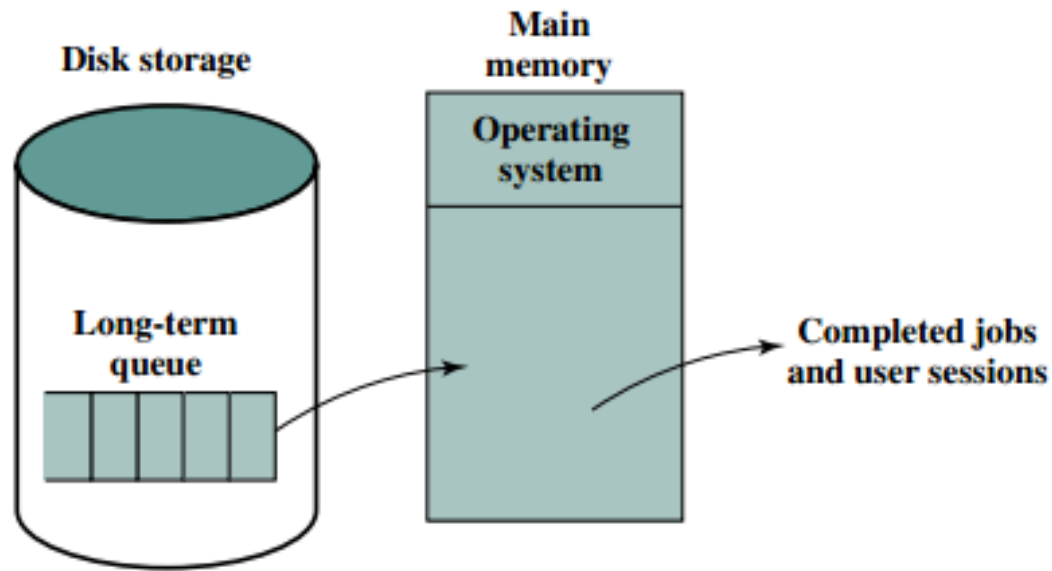 Disk storage
Main
memory
Operating
system
Long-term
queue
Completed jobs
and user sessions